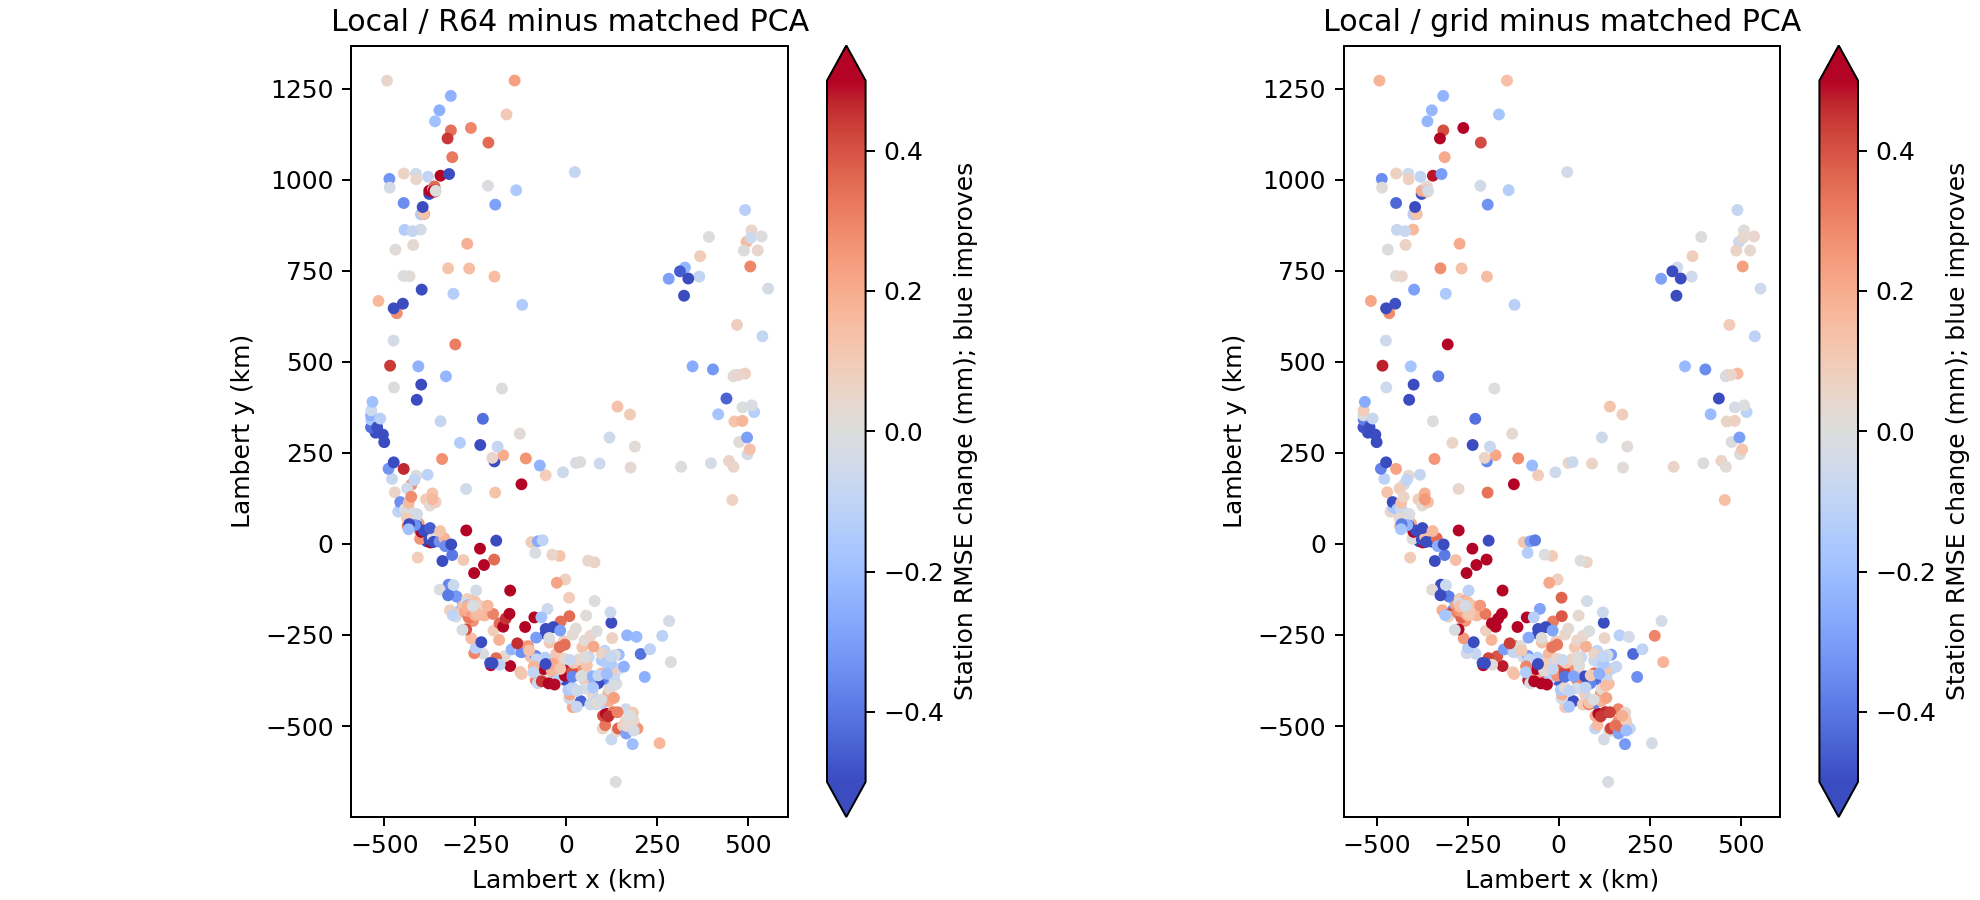 Local / R64 minus matched PCA
Local / grid minus matched PCA
1250
1000
750
500
250
0
−250
−500
Lambert y (km)
−500 −250 0 250 500
Lambert x (km)
0.4
0.2
0.0
−0.2
−0.4
Station RMSE change (mm); blue improves
1250
1000
750
500
250
0
−250
−500
Lambert y (km)
−500 −250 0 250 500
Lambert x (km)
0.4
0.2
0.0
−0.2
−0.4
Station RMSE change (mm); blue improves